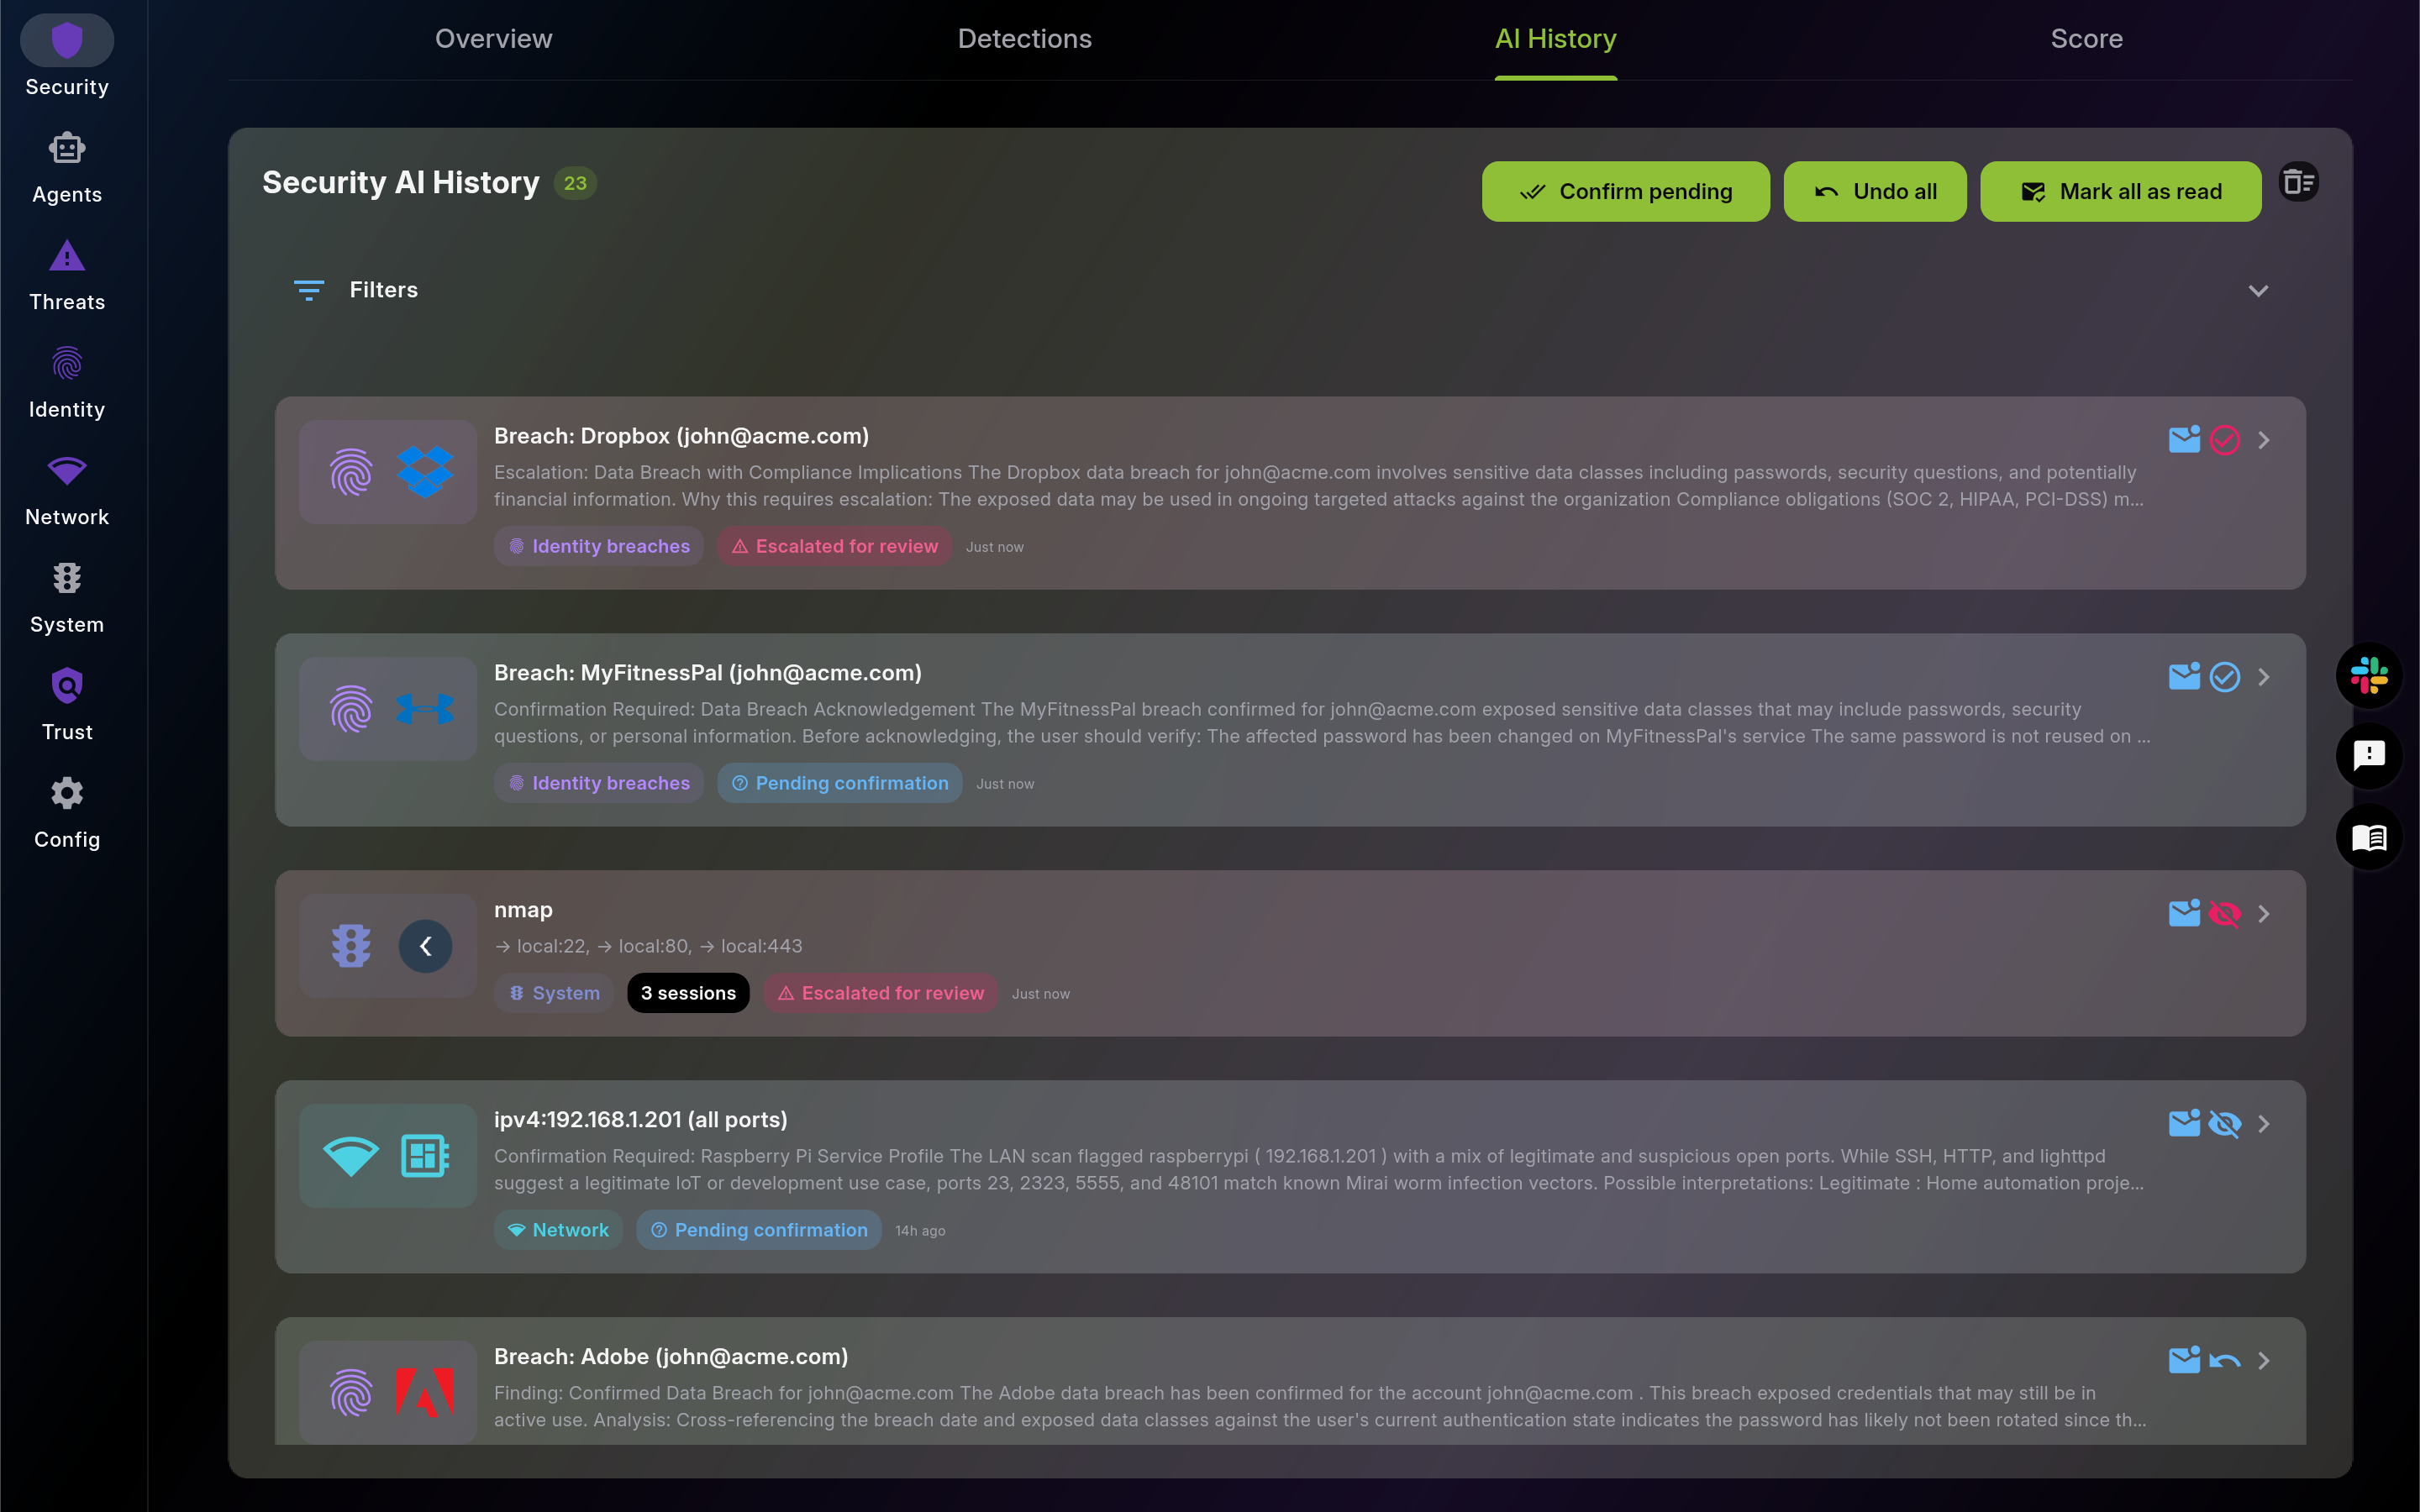 Security
Agents
Threats
Identity
Network
System
Trust
Config
Overview
Detections
AI History
Score
Security AI History 23
Confirm pending
Undo all
Mark all as read
Filters
Breach: Dropbox (john@acme.com)
Escalation: Data Breach with Compliance Implications The Dropbox data breach for john@acme.com involves sensitive data classes including passwords, security questions, and potentially
financial information. Why this requires escalation: The exposed data may be used in ongoing targeted attacks against the organization Compliance obligations (SOC 2, HIPAA, PCI-DSS) m...
Identity breaches
Escalated for review
Just now
Breach: MyFitnessPal (john@acme.com)
Confirmation Required: Data Breach Acknowledgement The MyFitnessPal breach confirmed for john@acme.com exposed sensitive data classes that may include passwords, security
questions, or personal information. Before acknowledging, the user should verify: The affected password has been changed on MyFitnessPal's service The same password is not reused on ...
Identity breaches
Pending confirmation
Just now
nmap
→ local:22, → local:80, → local:443
System
3 sessions
Escalated for review
Just now
ipv4:192.168.1.201 (all ports)
Confirmation Required: Raspberry Pi Service Profile The LAN scan flagged raspberrypi ( 192.168.1.201 ) with a mix of legitimate and suspicious open ports. While SSH, HTTP, and lighttpd
suggest a legitimate IoT or development use case, ports 23, 2323, 5555, and 48101 match known Mirai worm infection vectors. Possible interpretations: Legitimate : Home automation proje...
Network
Pending confirmation
14h ago
Breach: Adobe (john@acme.com)
Finding: Confirmed Data Breach for john@acme.com The Adobe data breach has been confirmed for the account john@acme.com . This breach exposed credentials that may still be in
active use. Analysis: Cross-referencing the breach date and exposed data classes against the user's current authentication state indicates the password has likely not been rotated since th...